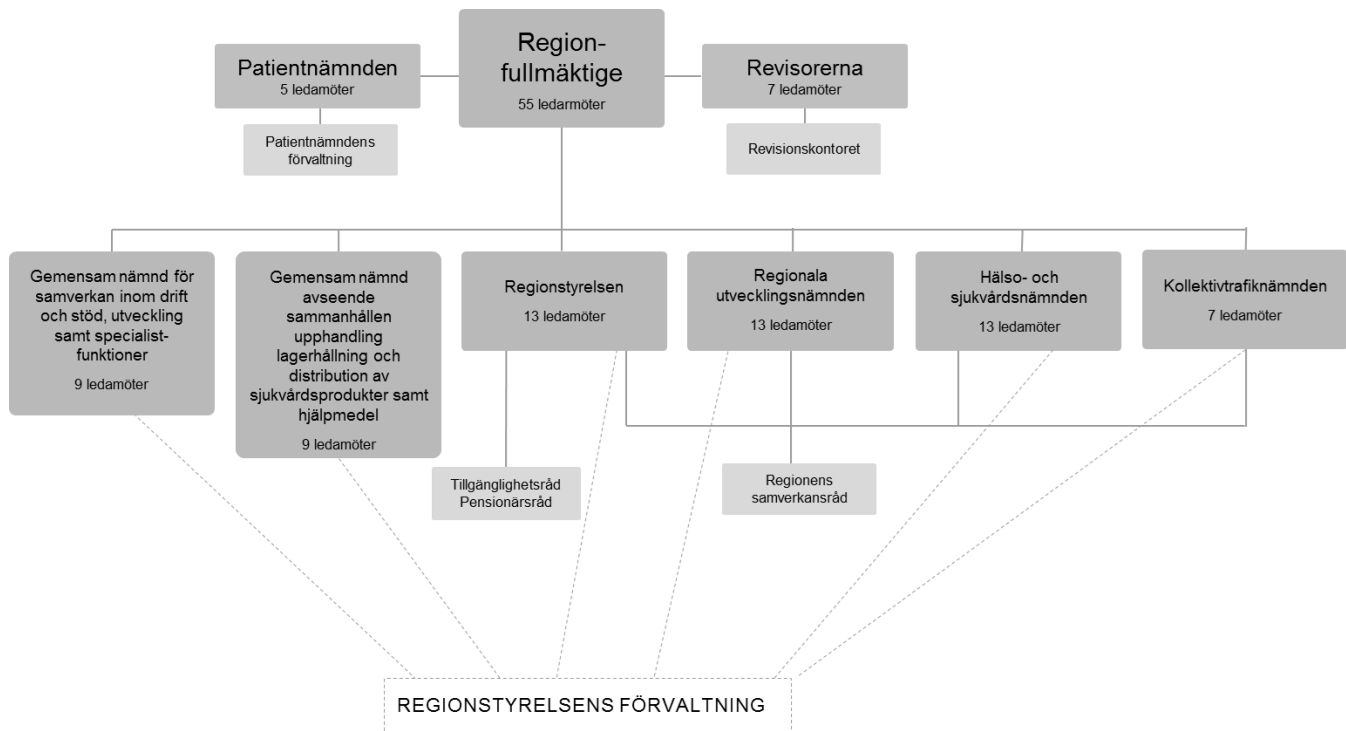 Patientnämnden
5 ledamöter
Region-
fullmäktige
55 ledarmöter
Revisorerna
7 ledamöter
Patientnämndens
förvaltning
Revisionskontoret
Gemensam nämnd för
samverkan inom drift
och stöd, utveckling
samt specialist-
funktioner
9 ledamöter
Gemensam nämnd
avseende
sammanhållen
upphandling
lagerhållning och
distribution av
sjukvårdsprodukter samt
hjälpmedel
9 ledamöter
Regionstyrelsen
13 ledamöter
Regionala
utvecklingsnämnden
13 ledamöter
Hälso- och
sjukvårdsnämnden
13 ledamöter
Kollektivtrafiknämnden
7 ledamöter
Tillgänglighetsråd
Pensionärsråd
Regionens
samverkansråd
REGIONSTYRELSENS FÖRVALTNING